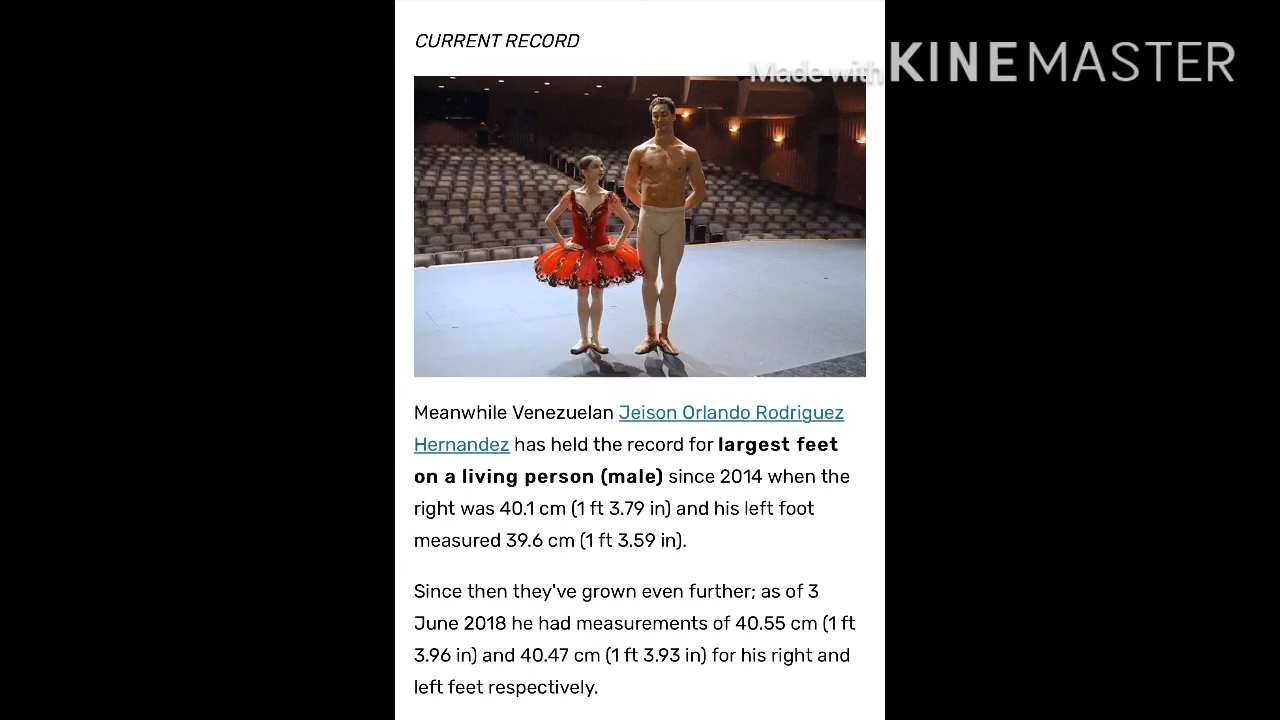 CURRENT RECORD
Made with KINEMASTER
Meanwhile Venezuelan Jeison Orlando Rodriguez
Hernandez has held the record for largest feet
on a living person (male) since 2014 when the
right was 40.1 cm (1 ft 3.79 in) and his left foot
measured 39.6 cm (1 ft 3.59 in).
Since then they've grown even further; as of 3
June 2018 he had measurements of 40.55 cm (1 ft
3.96 in) and 40.47 cm (1 ft 3.93 in) for his right and
left feet respectively.